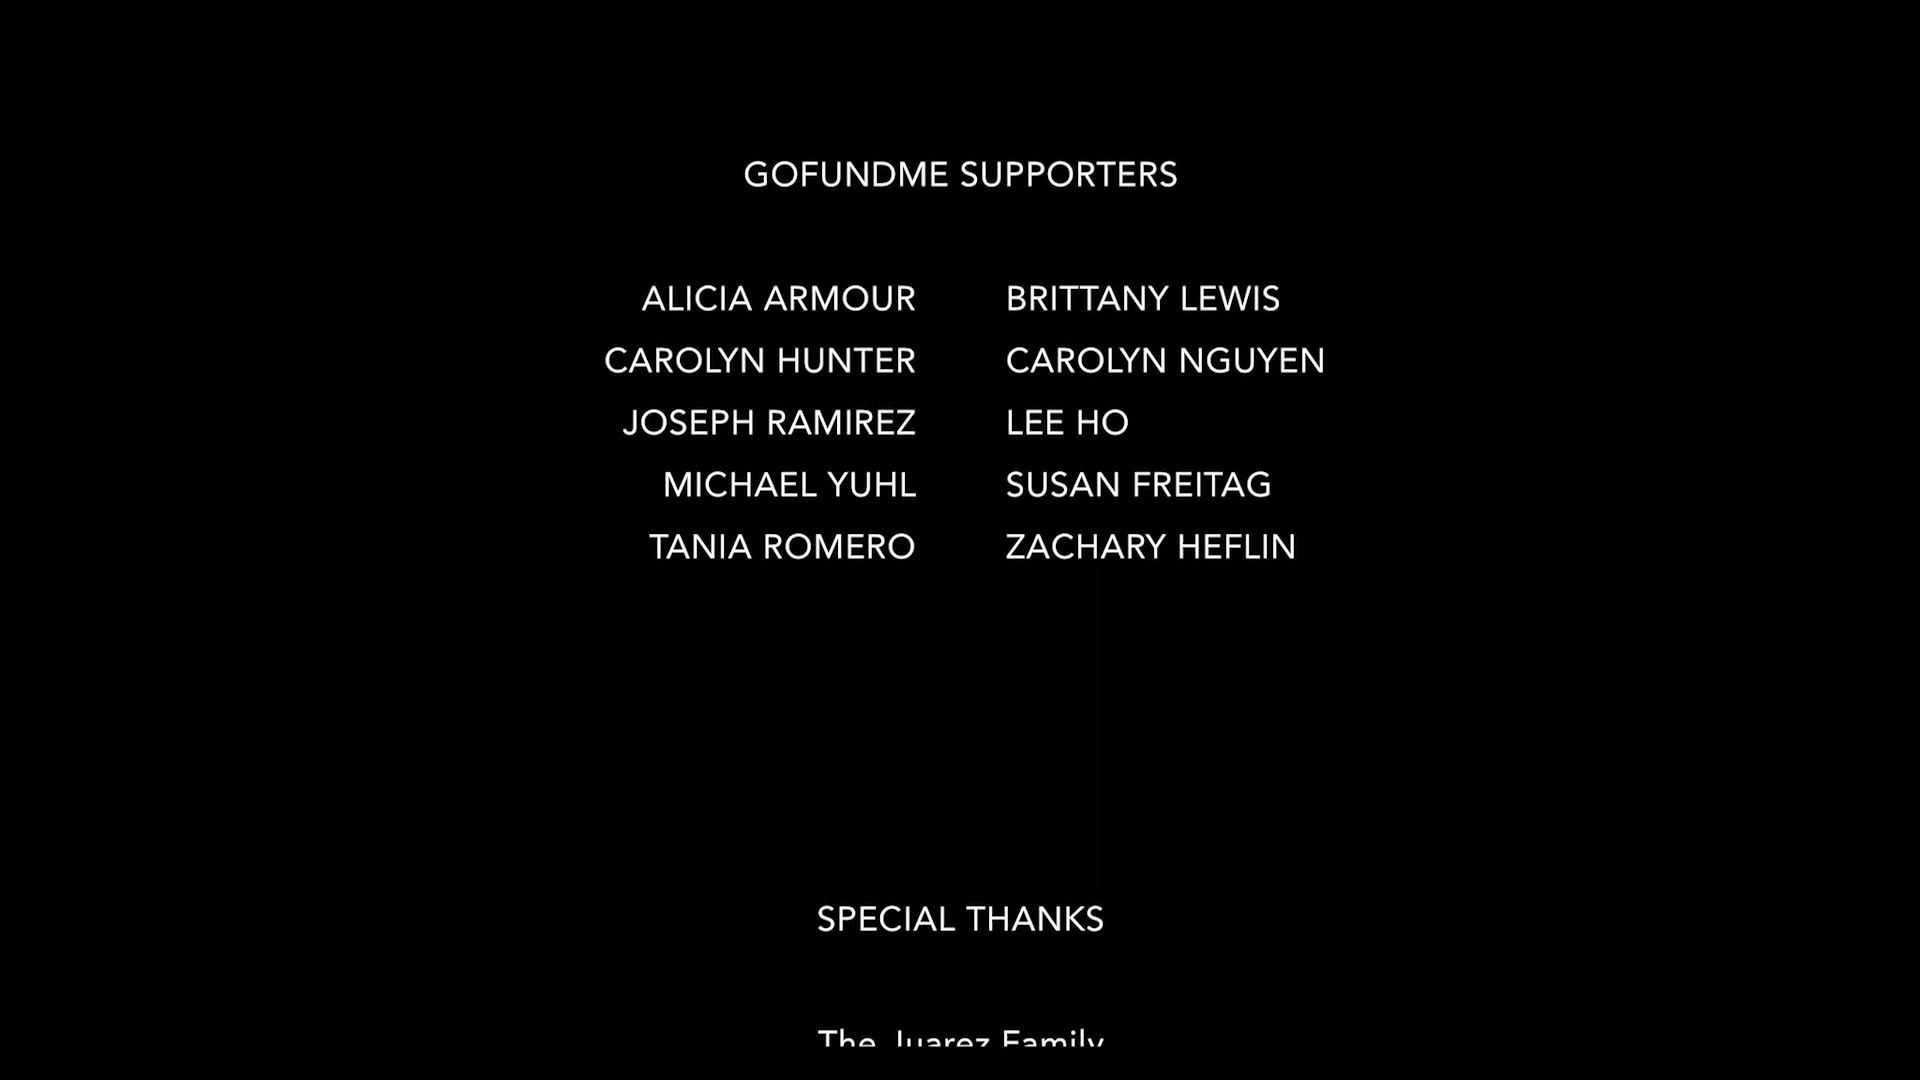 GOFUNDME SUPPORTERS
ALICIA ARMOUR BRITTANY LEWIS
CAROLYN HUNTER CAROLYN NGUYEN
JOSEPH RAMIREZ LEE HO
MICHAEL YUHL SUSAN FREITAG
TANIA ROMERO ZACHARY HEFLIN
SPECIAL THANKS
The Juarez Family